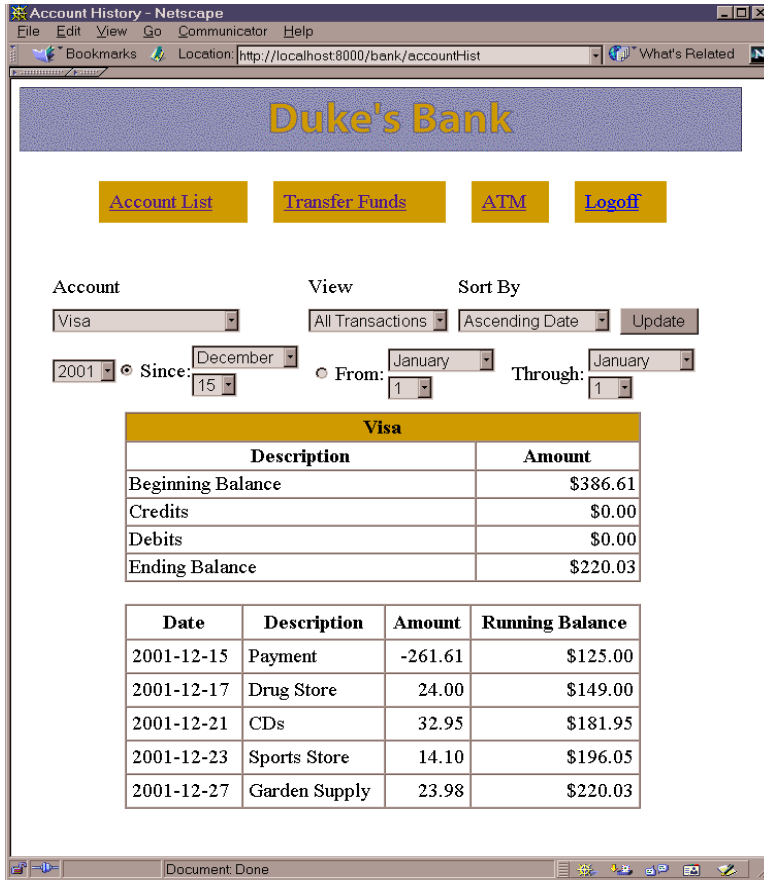 Account History - Netscape
File Edit View Go Communicator Help
Bookmarks Location: http://localhost:8000/bank/accountHist What's Related N
Duke's Bank
Account List Transfer Funds ATM Logoff
Account View Sort By
Visa All Transactions Ascending Date Update
2001 Since: December 15 From: January 1 Through: January 1
Visa
Description Amount
Beginning Balance $386.61
Credits $0.00
Debits $0.00
Ending Balance $220.03
Date Description Amount Running Balance
2001-12-15 Payment -261.61 $125.00
2001-12-17 Drug Store 24.00 $149.00
2001-12-21 CDs 32.95 $181.95
2001-12-23 Sports Store 14.10 $196.05
2001-12-27 Garden Supply 23.98 $220.03
Document: Done